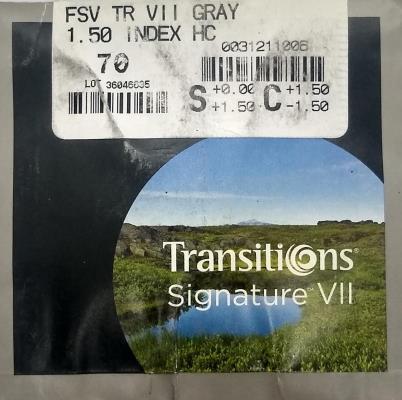 FSV TR VII GRAY
1.50 INDEX HC
70
0031211006
LOT 36046635
S +0.00 C +1.50
+1.50 -1.50
Transitions®
Signature™ VII